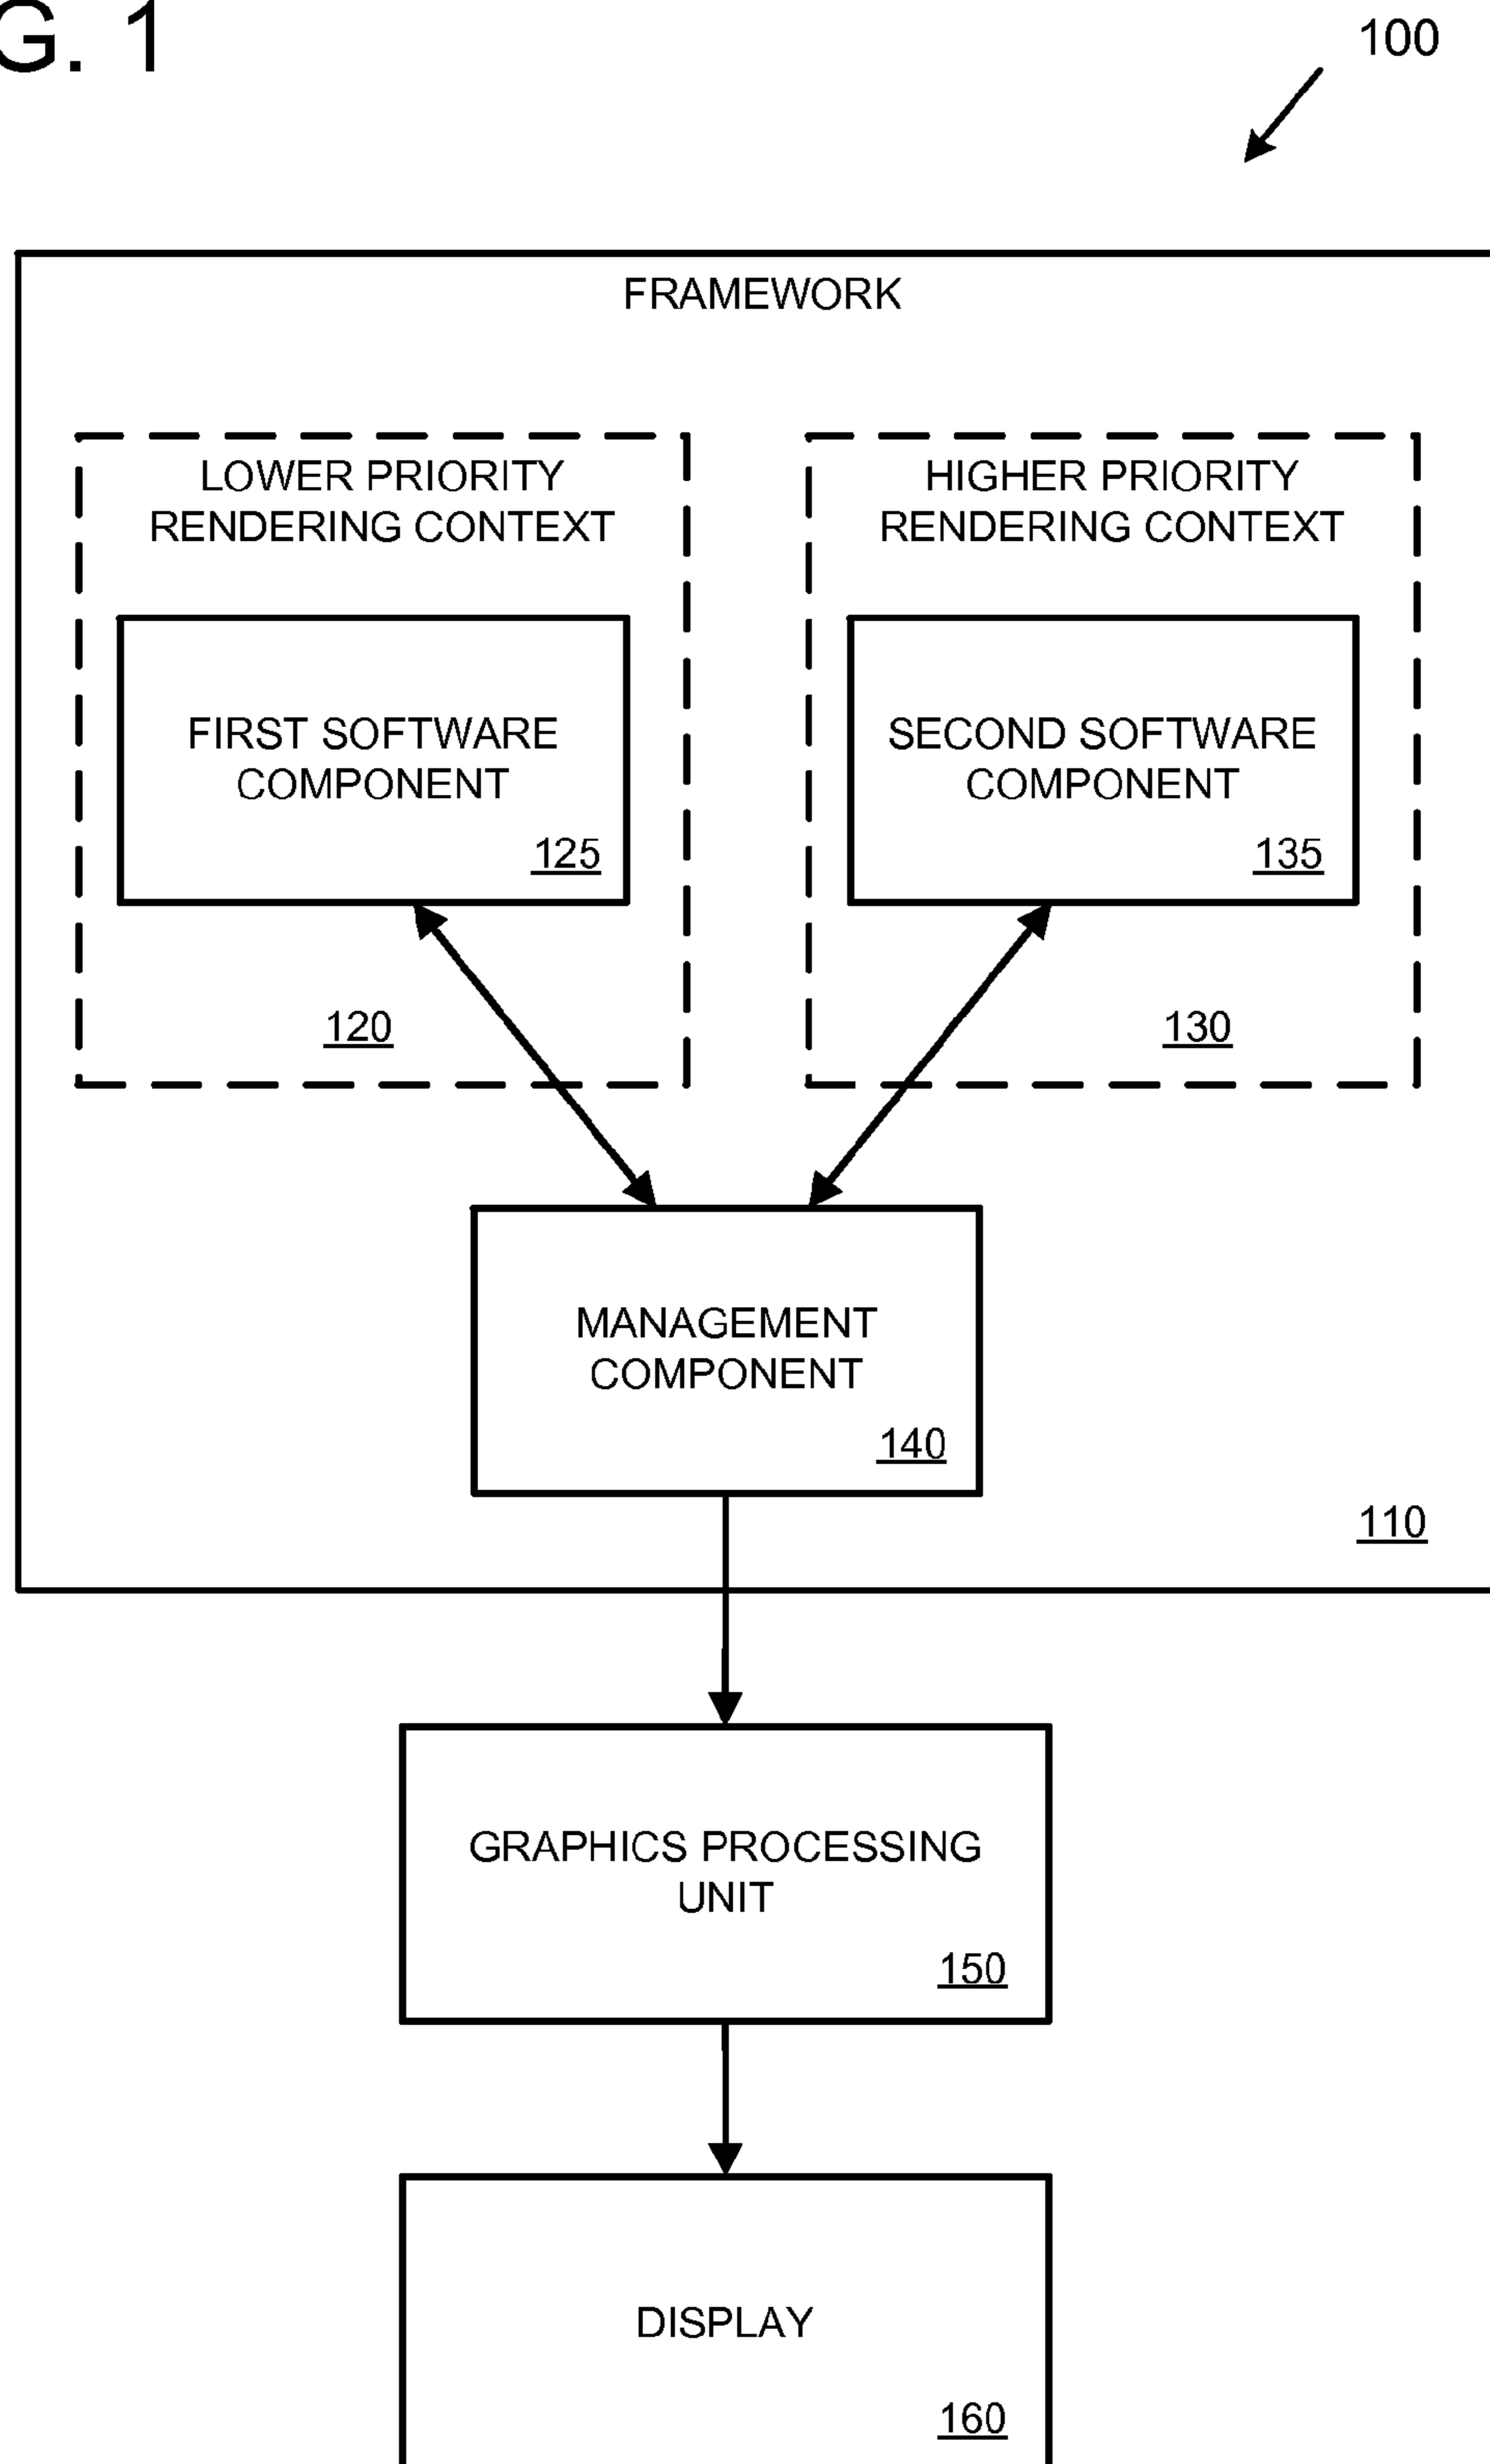 G. 1
100
FRAMEWORK
LOWER PRIORITY
RENDERING CONTEXT
FIRST SOFTWARE
COMPONENT
125
120
HIGHER PRIORITY
RENDERING CONTEXT
SECOND SOFTWARE
COMPONENT
135
130
MANAGEMENT
COMPONENT
140
110
GRAPHICS PROCESSING
UNIT
150
DISPLAY
160